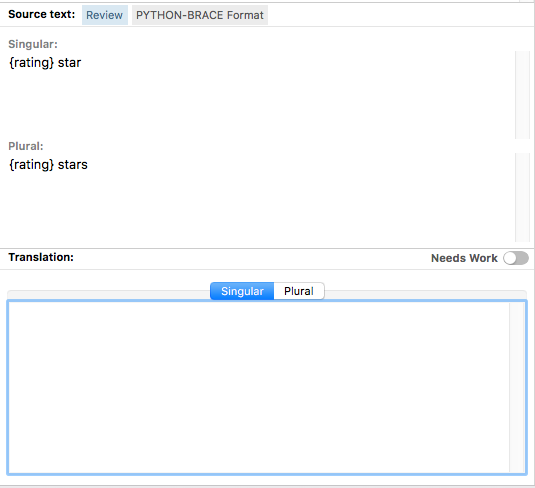 Source text: Review PYTHON-BRACE Format
Singular:
{rating} star
Plural:
{rating} stars
Translation: Needs Work
Singular Plural